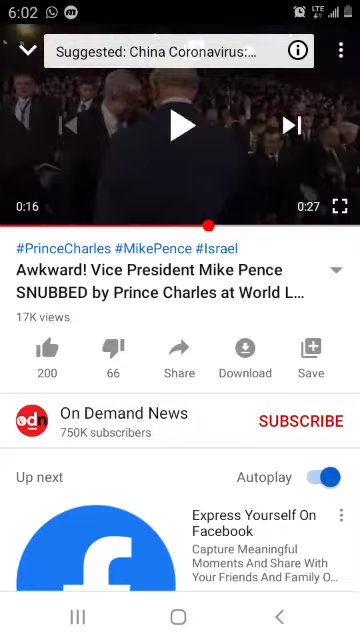 6:02
LTE
Suggested: China Coronavirus:...
0:16
0:27
#PrinceCharles #MikePence #Israel
Awkward! Vice President Mike Pence
SNUBBED by Prince Charles at World L...
17K views
200
66
Share
Download
Save
odn
On Demand News
750K subscribers
SUBSCRIBE
Up next
Autoplay
Express Yourself On
Facebook
Capture Meaningful
Moments And Share With
Your Friends And Family O...